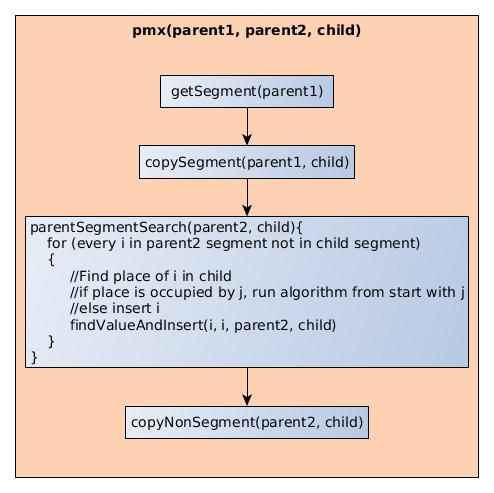 pmx(parent1, parent2, child)
getSegment(parent1)
copySegment(parent1, child)
parentSegmentSearch(parent2, child){
for (every i in parent2 segment not in child segment)
{
//Find place of i in child
//if place is occupied by j, run algorithm from start with j
//else insert i
findValueAndInsert(i, i, parent2, child)
}
}
copyNonSegment(parent2, child)